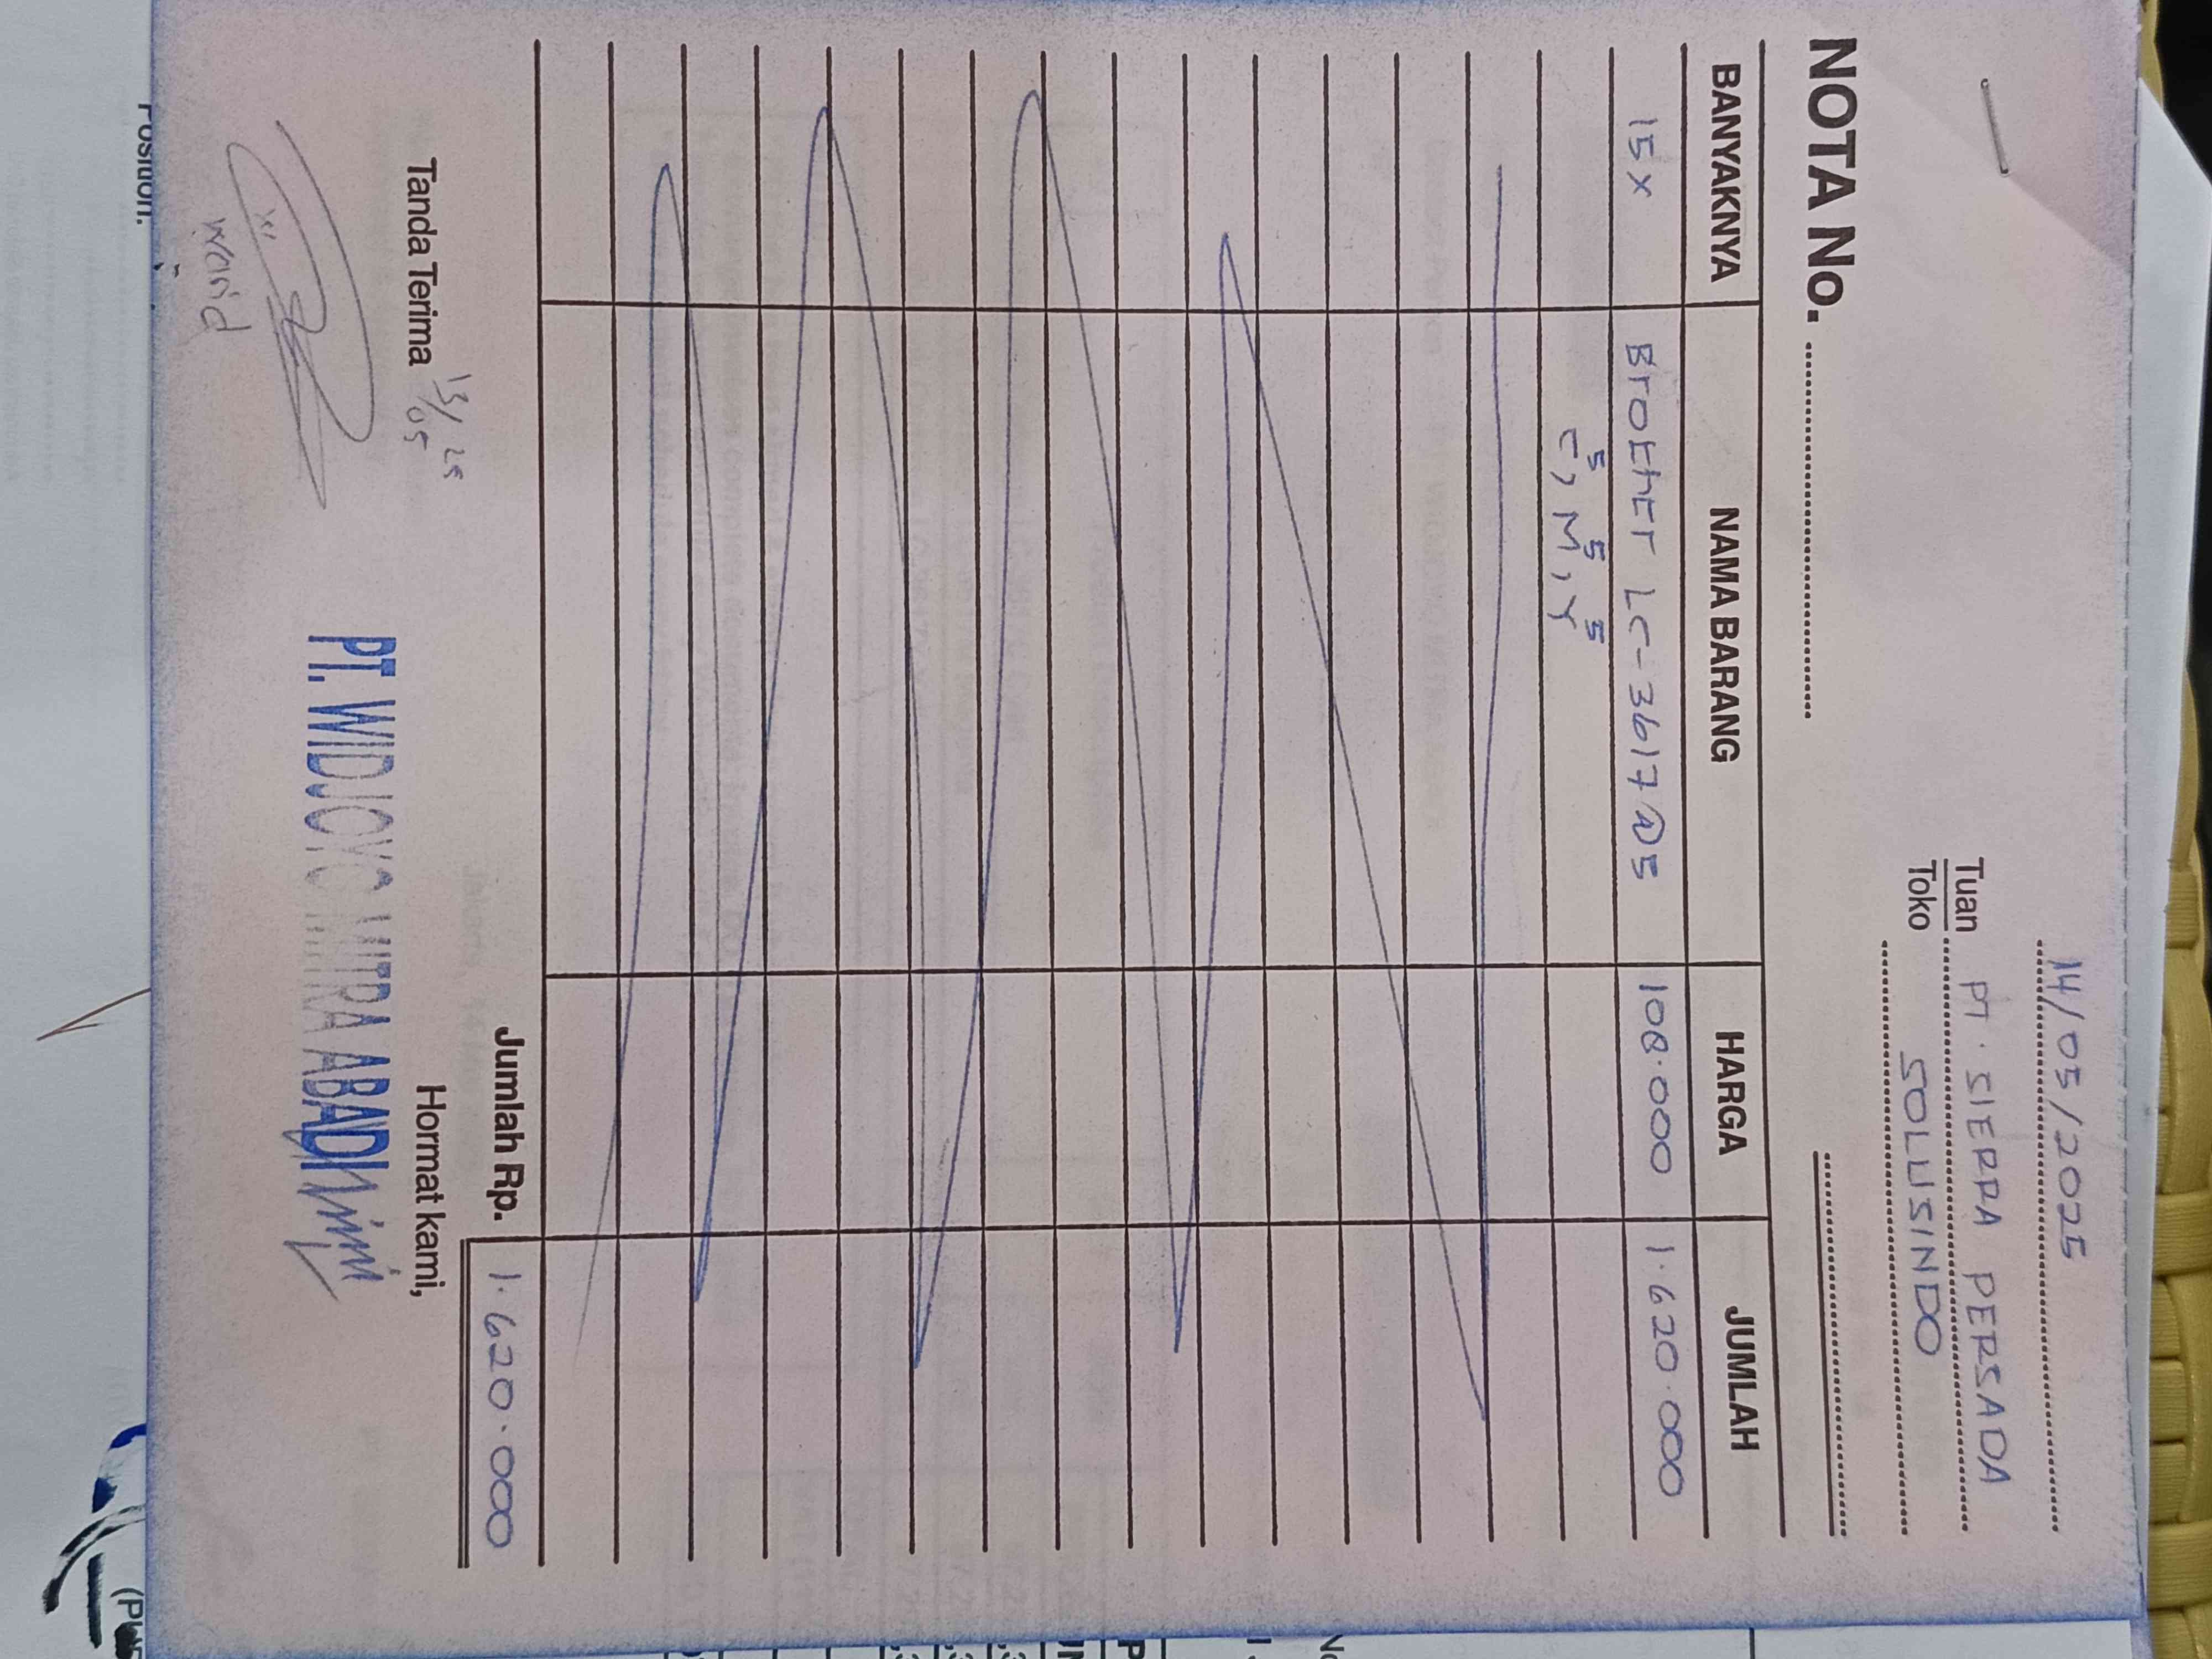 14/05/2025
Tuan PT. SIERRA PERSADA
Toko SOLUSINDO
NOTA No.
BANYAKNYA NAMA BARANG HARGA JUMLAH
15 x Brother LC-3617 @5 108.000 1.620.000
5 5 5
C, M, Y
Jumlah Rp. 1.620.000
Tanda Terima 13/05 25 Hormat kami,
PT. WIDJOYO MITRA ABADI
Position: